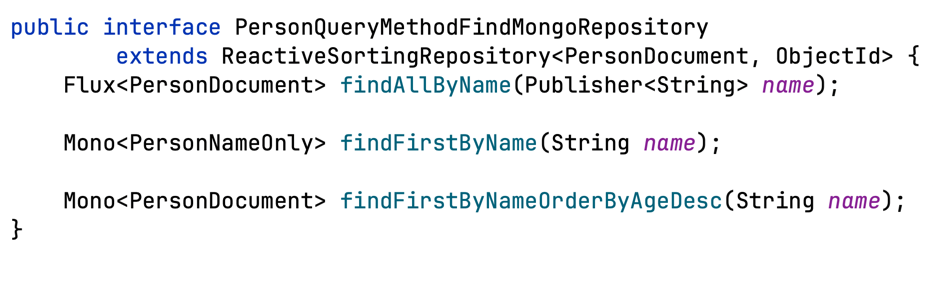 public interface PersonQueryMethodFindMongoRepository
        extends ReactiveSortingRepository<PersonDocument, ObjectId> {
    Flux<PersonDocument> findAllByName(Publisher<String> name);
    Mono<PersonNameOnly> findFirstByName(String name);
    Mono<PersonDocument> findFirstByNameOrderByAgeDesc(String name);
}